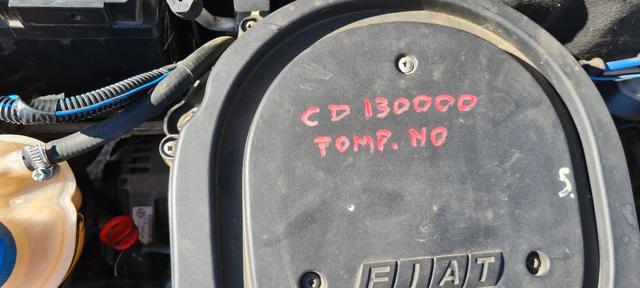 CD 130000
POMP. NO
S.
FIAT